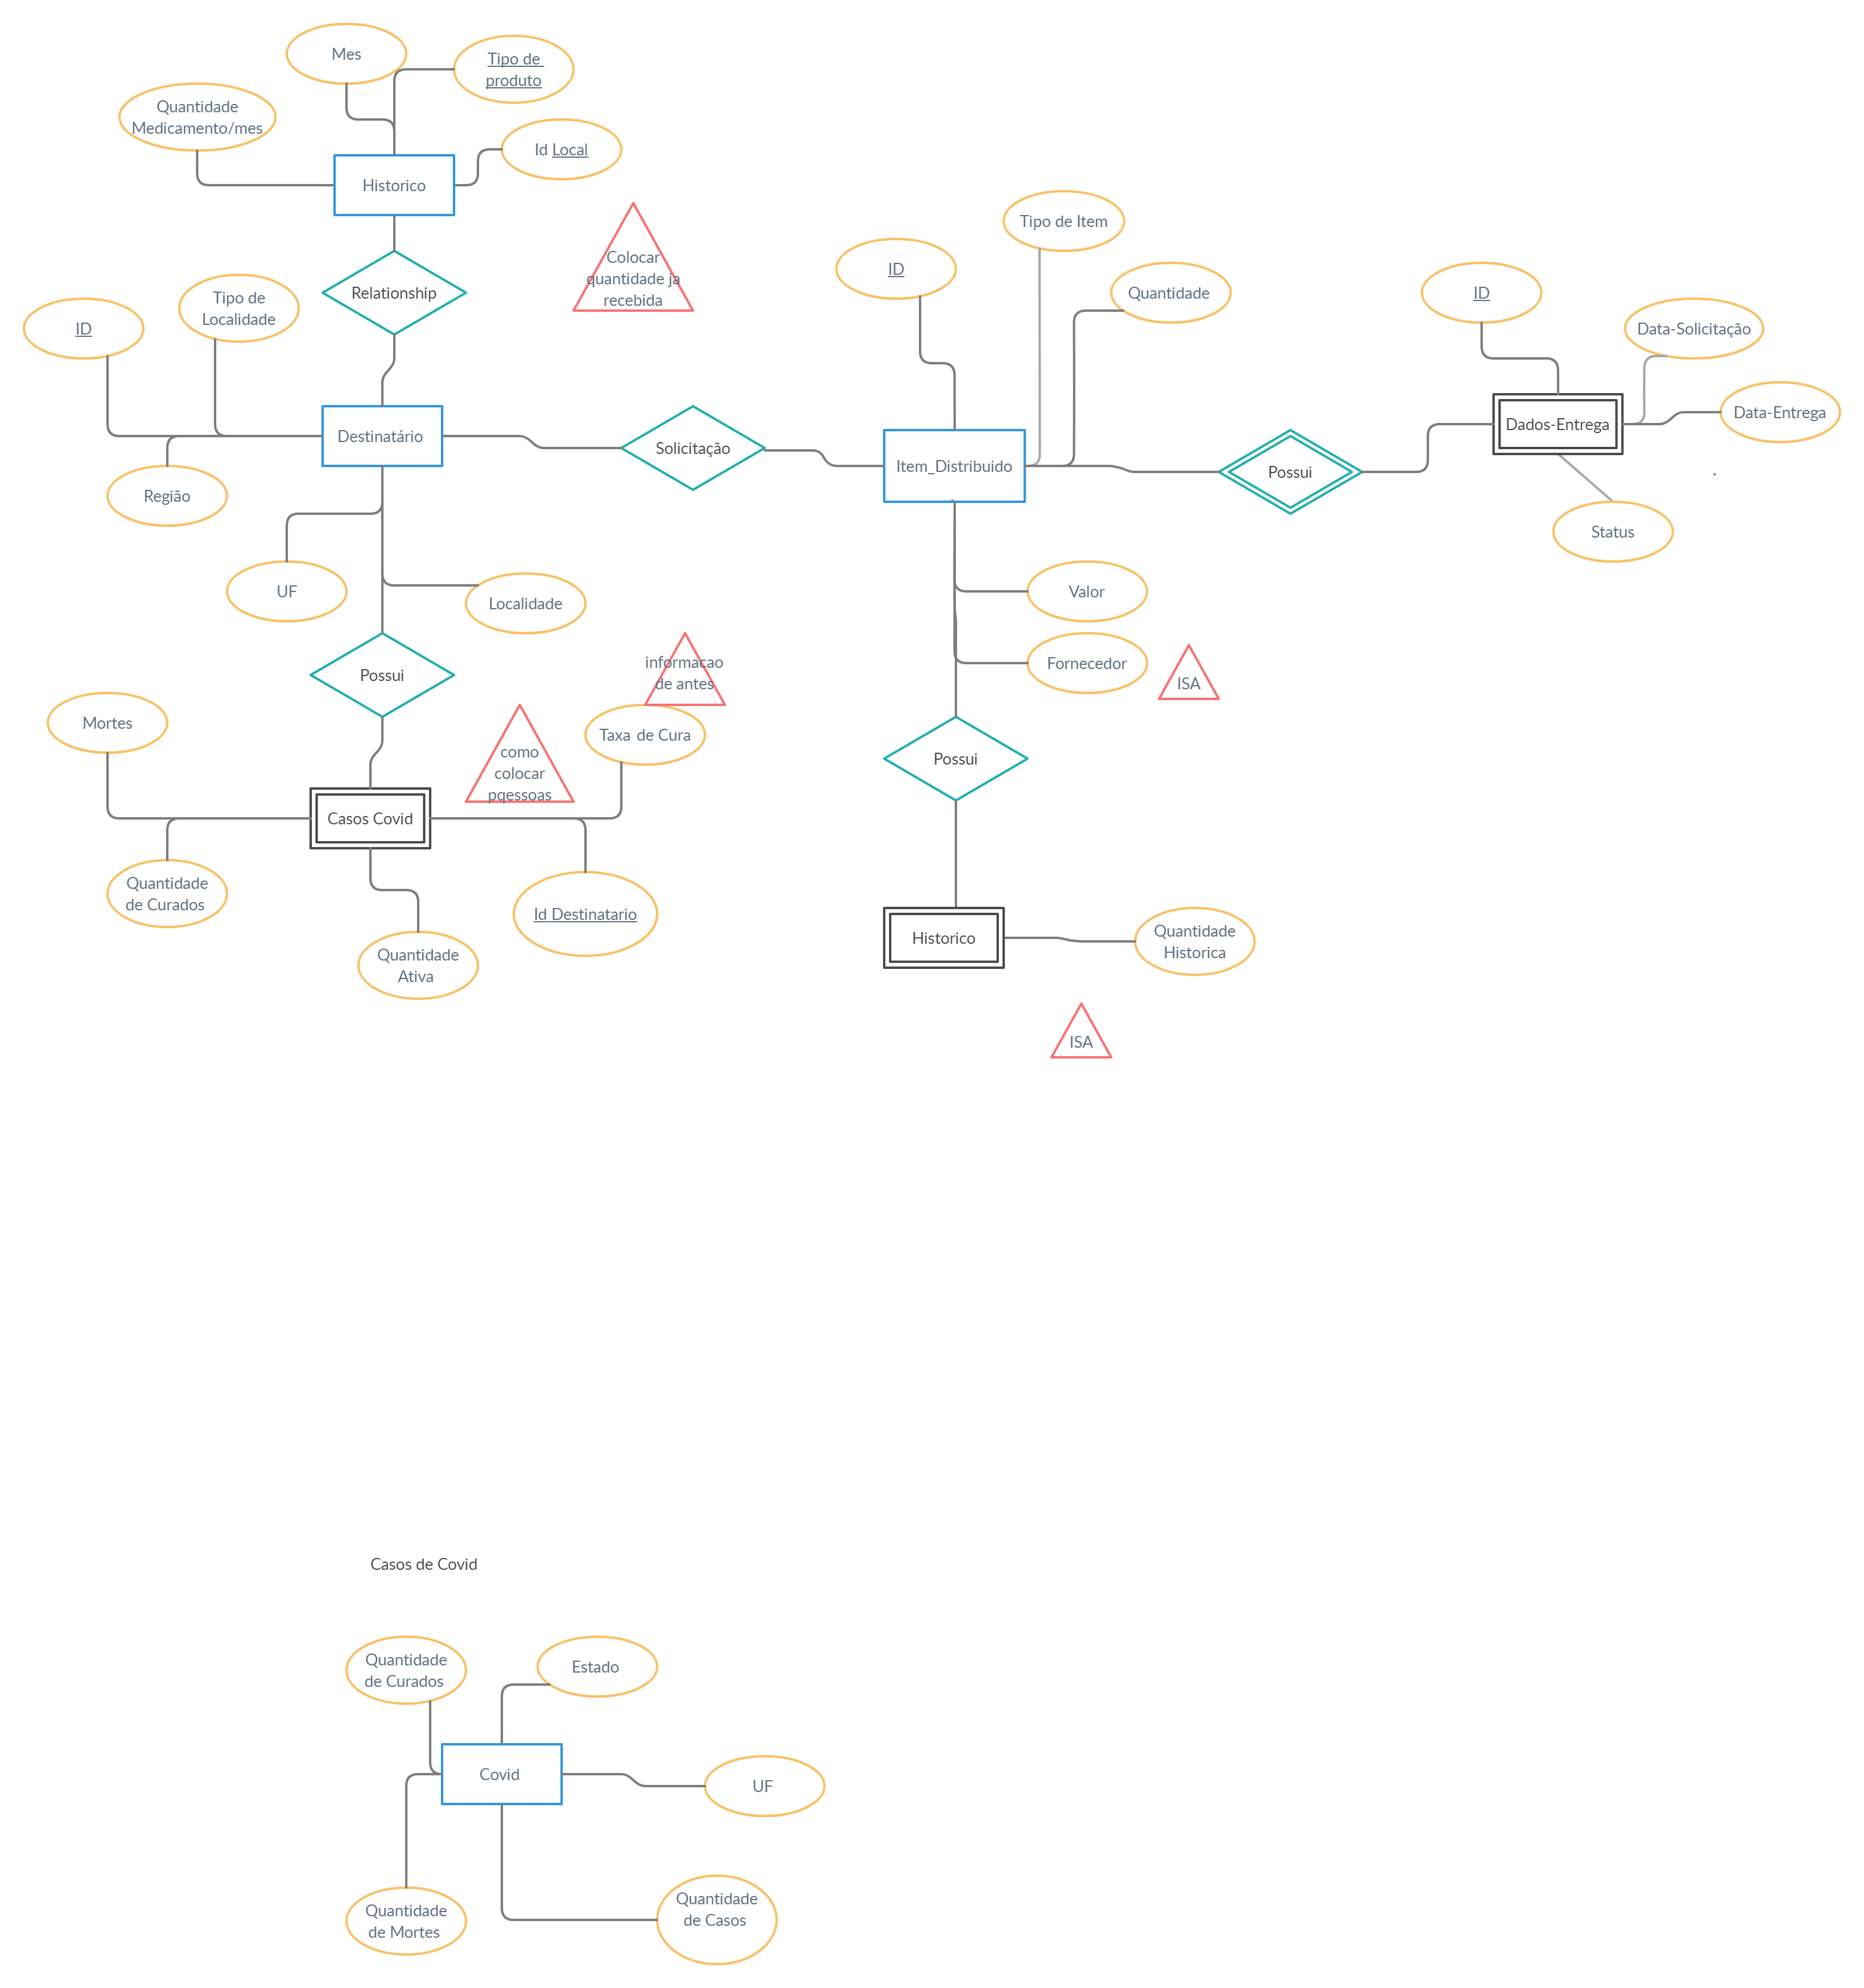 Mes
Tipo de
produto
Quantidade
Medicamento/mes
Id Local
Historico
Tipo de Item
Colocar
quantidade ja
recebida
ID
Relationship
Quantidade
ID
Tipo de
Localidade
ID
Data-Solicitação
Data-Entrega
Destinatário
Solicitação
Item_Distribuido
Dados-Entrega
Possui
Região
Status
UF
Localidade
Valor
informacao
de antes
Fornecedor
ISA
Possui
Mortes
Taxa de Cura
como
colocar
pqessoas
Possui
Casos Covid
Quantidade
de Curados
Id Destinatario
Historico
Quantidade
Historica
Quantidade
Ativa
ISA
Casos de Covid
Quantidade
de Curados
Estado
Covid
UF
Quantidade
de Mortes
Quantidade
de Casos